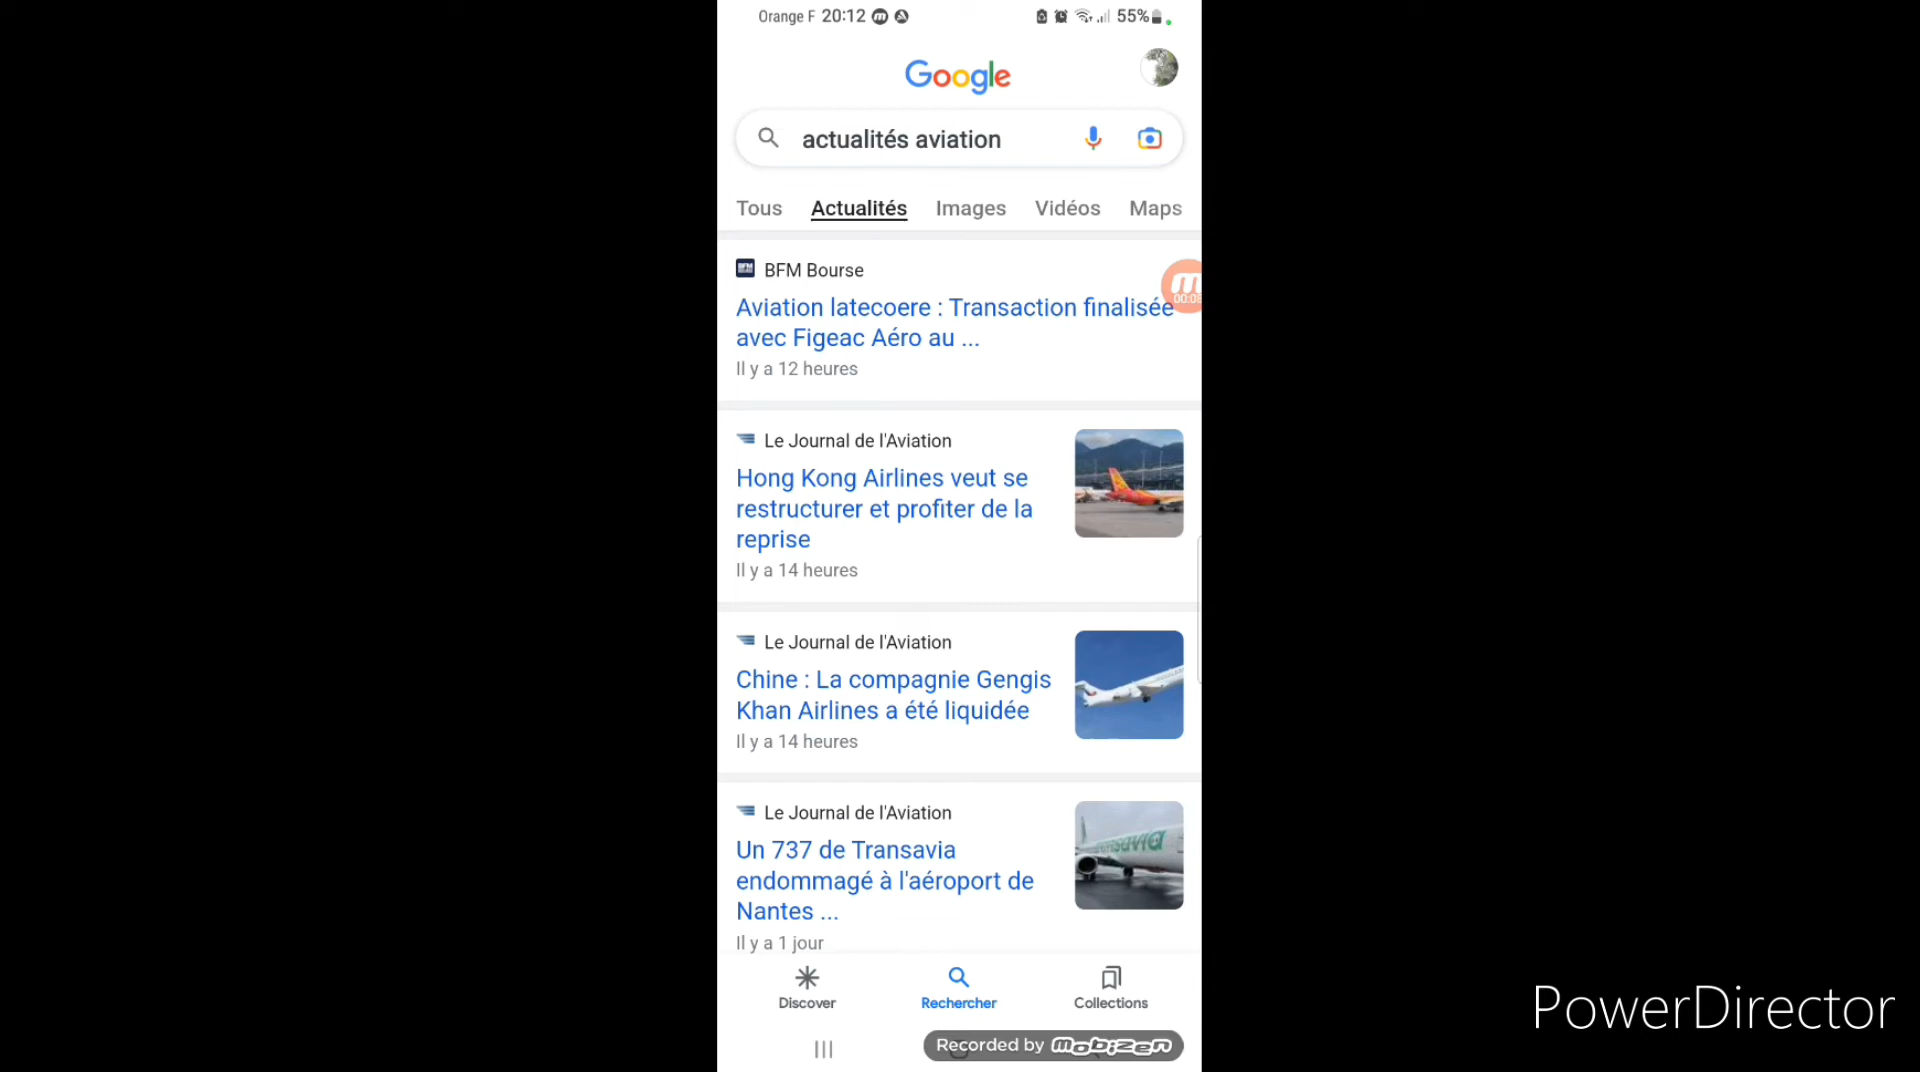 Orange F 20:12
55%
Google
actualités aviation
Tous Actualités Images Vidéos Maps
BFM Bourse
Aviation latecoere : Transaction finalisée
avec Figeac Aéro au ...
Il y a 12 heures
Le Journal de l'Aviation
Hong Kong Airlines veut se
restructurer et profiter de la
reprise
Il y a 14 heures
Le Journal de l'Aviation
Chine : La compagnie Gengis
Khan Airlines a été liquidée
Il y a 14 heures
Le Journal de l'Aviation
Un 737 de Transavia
endommagé à l'aéroport de
Nantes ...
Il y a 1 jour
Discover Rechercher Collections
Recorded by mobizen
PowerDirector